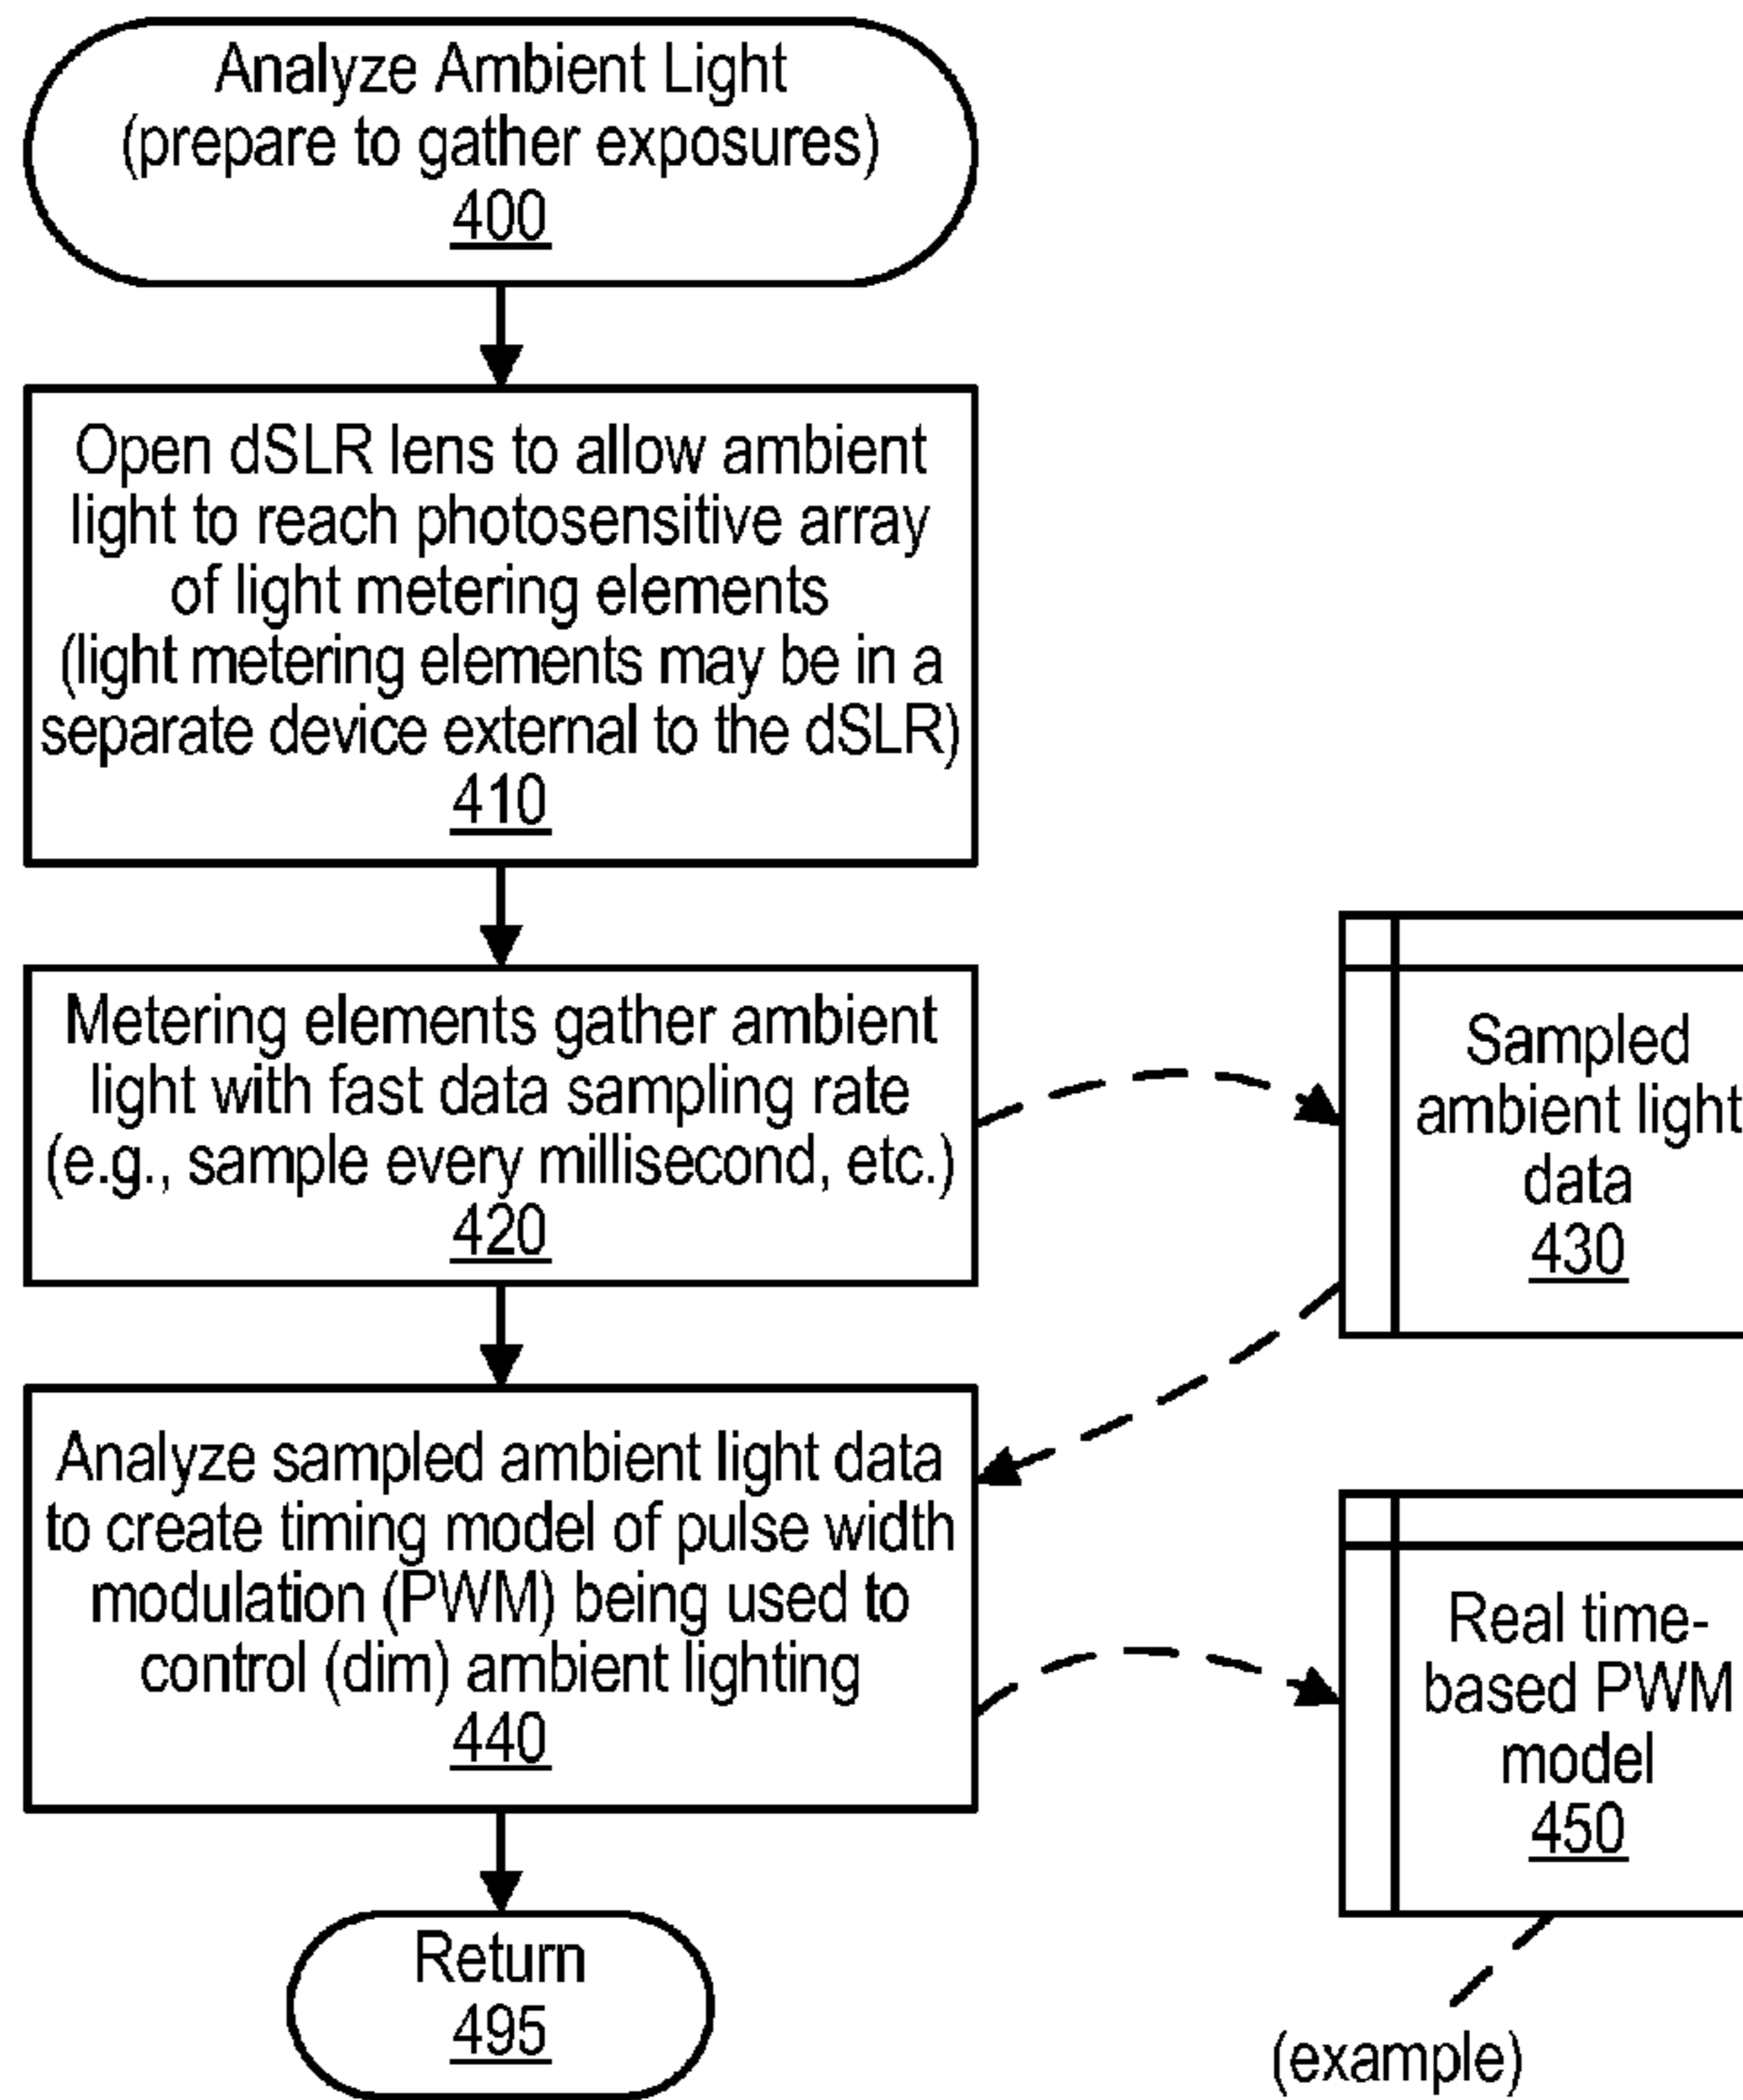 Analyze Ambient Light
(prepare to gather exposures)
400
Open dSLR lens to allow ambient
light to reach photosensitive array
of light metering elements
(light metering elements may be in a
separate device external to the dSLR)
410
Metering elements gather ambient
light with fast data sampling rate
(e.g., sample every millisecond, etc.)
420
Sampled
ambient light
data
430
Analyze sampled ambient light data
to create timing model of pulse width
modulation (PWM) being used to
control (dim) ambient lighting
440
Real time-
based PWM
model
450
Return
495
(example)